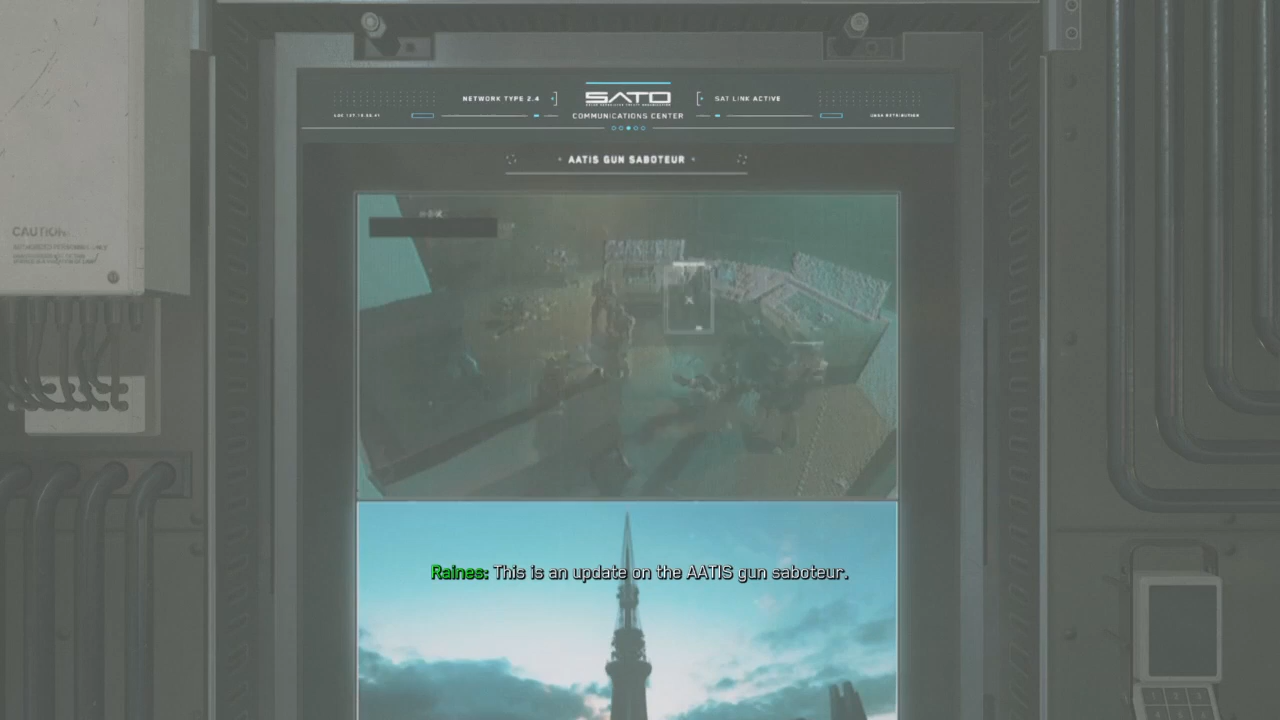 NETWORK TYPE 2.4
SATO
SAT LINK ACTIVE
COMMUNICATIONS CENTER
AATIS GUN SABOTEUR
CAUTION
Raines: This is an update on the AATIS gun saboteur.